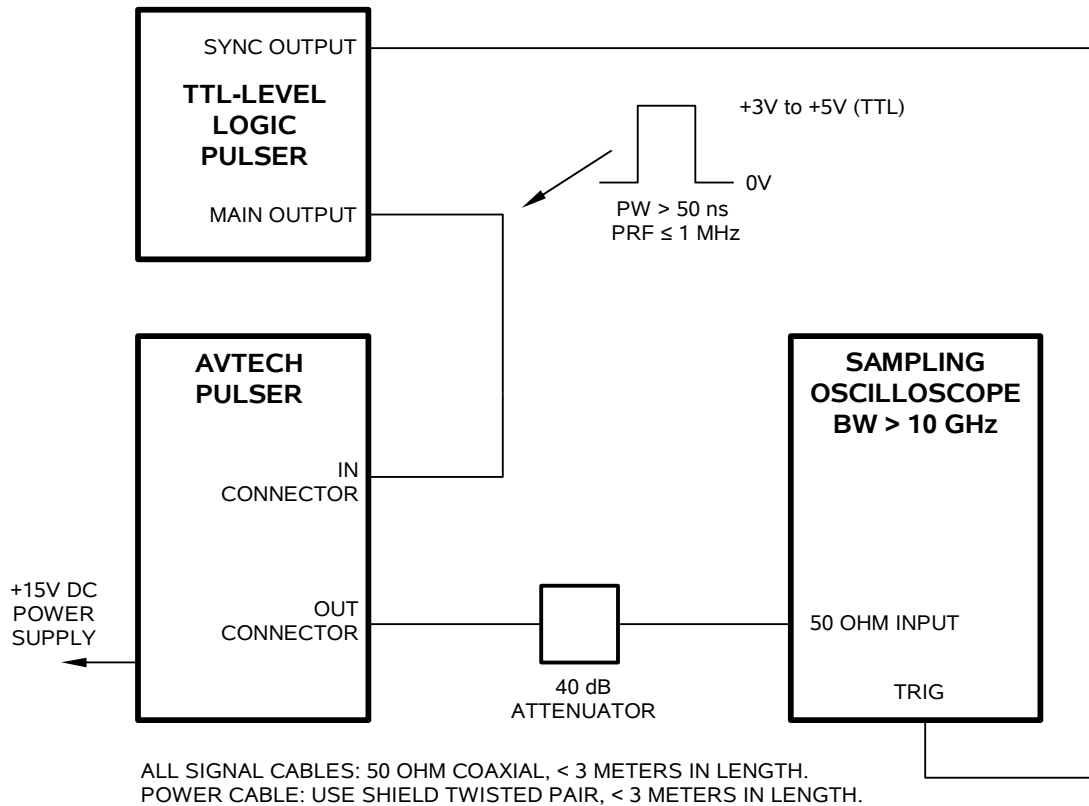 SYNC OUTPUT
TTL-LEVEL
LOGIC
PULSER
MAIN OUTPUT
+3V to +5V (TTL)
0V
PW > 50 ns
PRF ≤ 1 MHz
AVTECH
PULSER
IN
CONNECTOR
OUT
CONNECTOR
+15V DC
POWER
SUPPLY
40 dB
ATTENUATOR
SAMPLING
OSCILLOSCOPE
BW > 10 GHz
50 OHM INPUT
TRIG
ALL SIGNAL CABLES: 50 OHM COAXIAL, < 3 METERS IN LENGTH.
POWER CABLE: USE SHIELD TWISTED PAIR, < 3 METERS IN LENGTH.